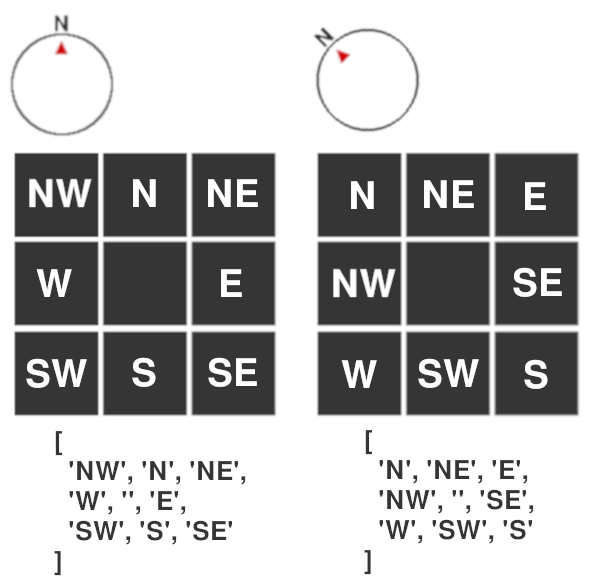 N
N
NW N NE
W E
SW S SE
N NE E
NW SE
W SW S
[
'NW', 'N', 'NE',
'W', '', 'E',
'SW', 'S', 'SE'
]
[
'N', 'NE', 'E',
'NW', '', 'SE',
'W', 'SW', 'S'
]